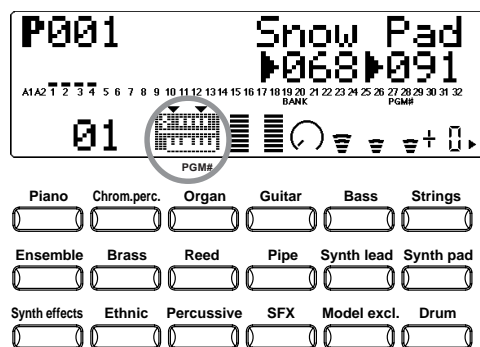 P001 Snow Pad
▶068▶091
A1 A2 1 2 3 4 5 6 7 8 9 10 11 12 13 14 15 16 17 18 19 20 21 22 23 24 25 26 27 28 29 30 31 32
BANK PGM#
01 + 0
PGM#
Piano Chrom.perc. Organ Guitar Bass Strings
Ensemble Brass Reed Pipe Synth lead Synth pad
Synth effects Ethnic Percussive SFX Model excl. Drum